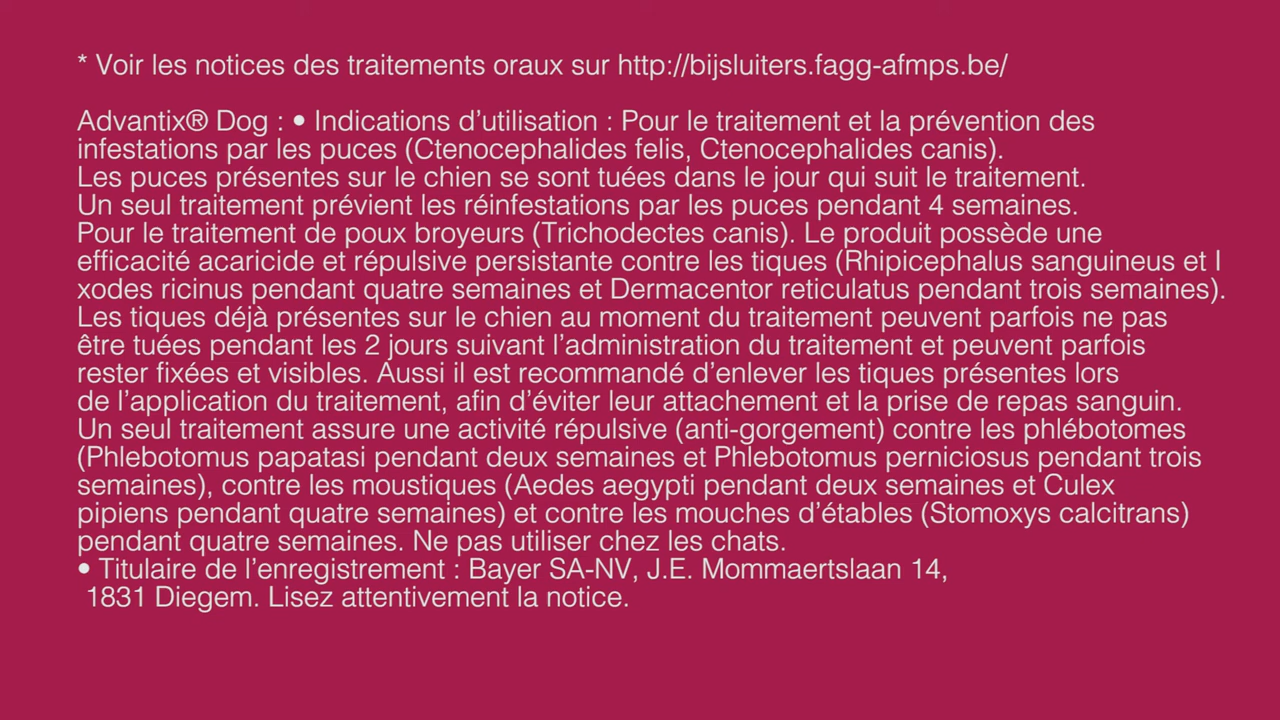 * Voir les notices des traitements oraux sur http://bijsluiters.fagg-afmps.be/
Advantix® Dog : • Indications d’utilisation : Pour le traitement et la prévention des
infestations par les puces (Ctenocephalides felis, Ctenocephalides canis).
Les puces présentes sur le chien se sont tuées dans le jour qui suit le traitement.
Un seul traitement prévient les réinfestations par les puces pendant 4 semaines.
Pour le traitement de poux broyeurs (Trichodectes canis). Le produit possède une
efficacité acaricide et répulsive persistante contre les tiques (Rhipicephalus sanguineus et I
xodes ricinus pendant quatre semaines et Dermacentor reticulatus pendant trois semaines).
Les tiques déjà présentes sur le chien au moment du traitement peuvent parfois ne pas
être tuées pendant les 2 jours suivant l’administration du traitement et peuvent parfois
rester fixées et visibles. Aussi il est recommandé d’enlever les tiques présentes lors
de l’application du traitement, afin d’éviter leur attachement et la prise de repas sanguin.
Un seul traitement assure une activité répulsive (anti-gorgement) contre les phlébotomes
(Phlebotomus papatasi pendant deux semaines et Phlebotomus perniciosus pendant trois
semaines), contre les moustiques (Aedes aegypti pendant deux semaines et Culex
pipiens pendant quatre semaines) et contre les mouches d’étables (Stomoxys calcitrans)
pendant quatre semaines. Ne pas utiliser chez les chats.
• Titulaire de l’enregistrement : Bayer SA-NV, J.E. Mommaertslaan 14,
1831 Diegem. Lisez attentivement la notice.